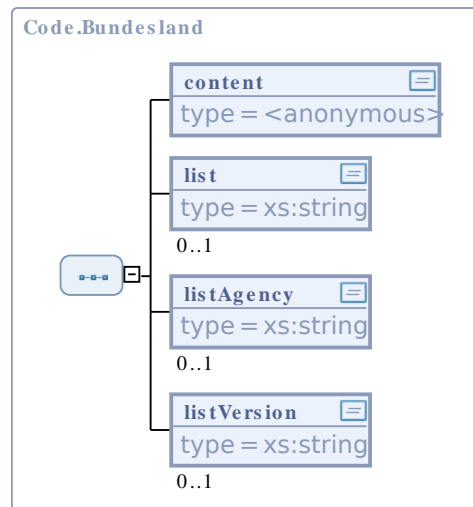 Code.Bundesland
content
type = <anonymous>
list
type = xs:string
0..1
listAgency
type = xs:string
0..1
listVersion
type = xs:string
0..1